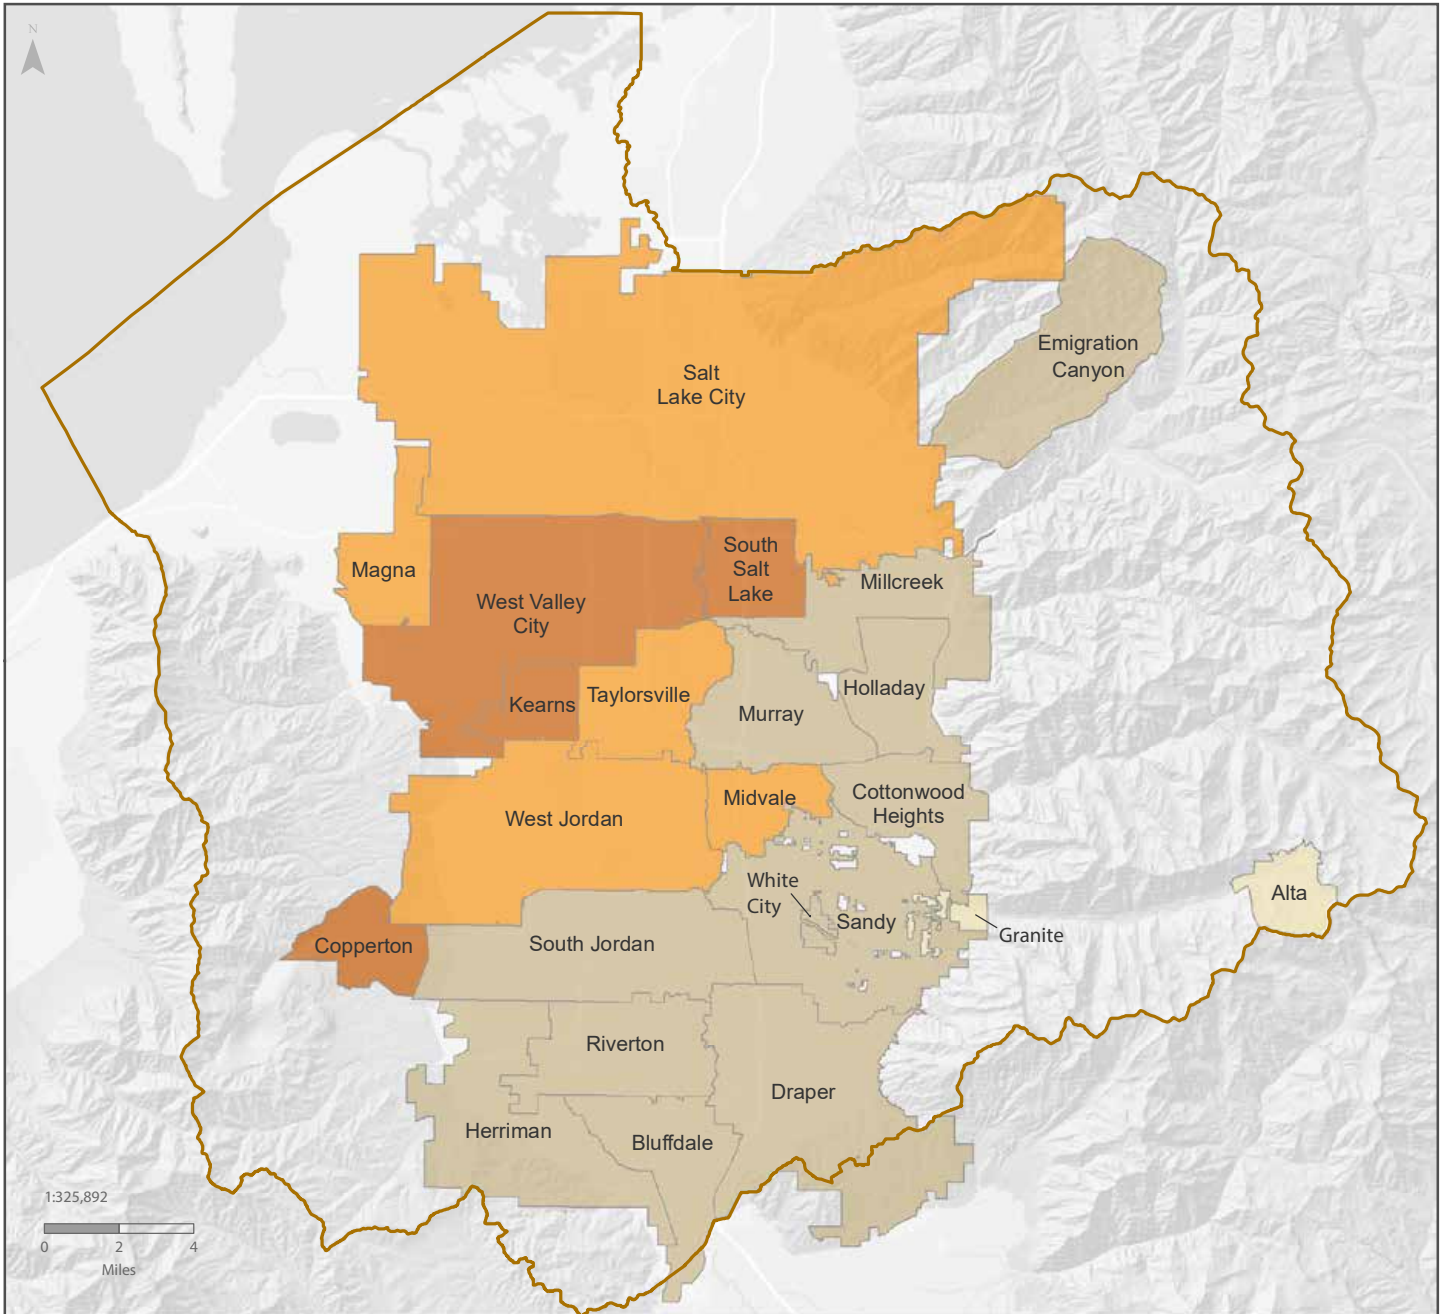 N
Emigration
Canyon
Salt
Lake City
South
Salt
Lake
Magna
Millcreek
West Valley
City
Holladay
Taylorsville
Kearns
Murray
Cottonwood
Heights
Midvale
West Jordan
White
City
Alta
Sandy
Granite
South Jordan
Copperton
Riverton
Draper
Herriman
Bluffdale
1:325,892
0 2 4
Miles